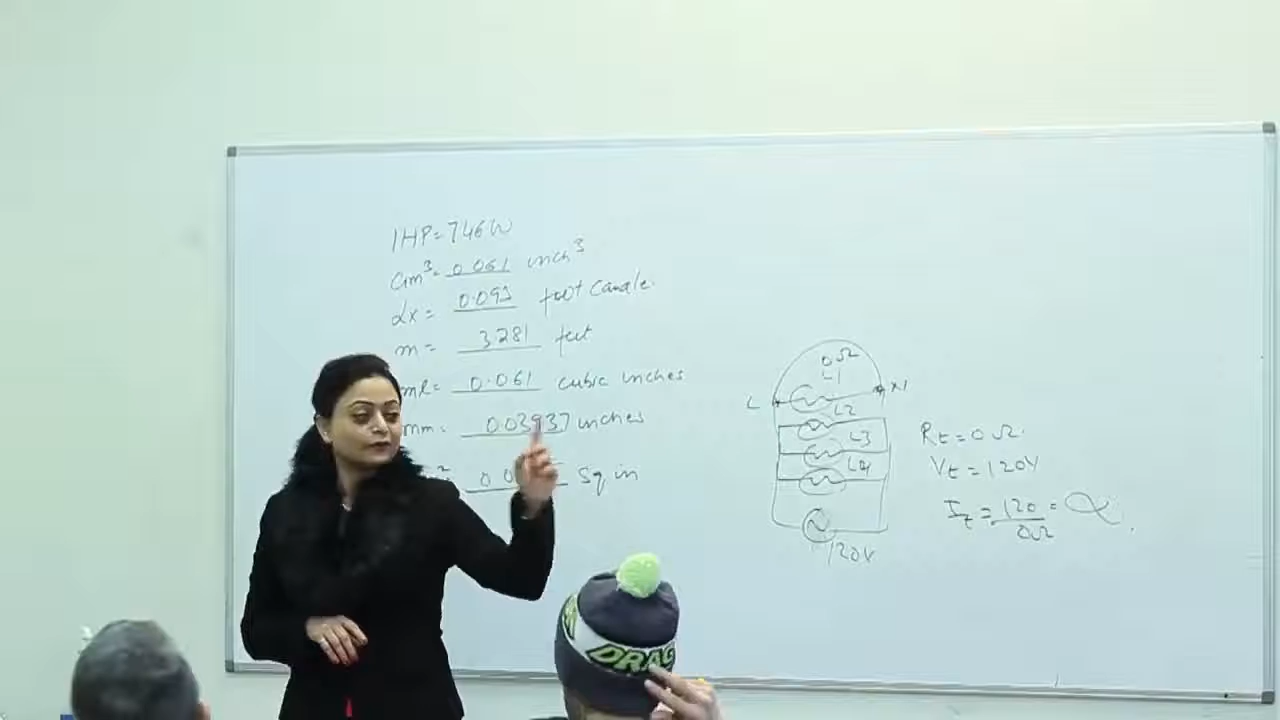 1HP=746W
cm³= 0.061 inch³
Lx = 0.093 foot candle
m= 3.281 feet
ml= 0.061 cubic inches
mm= 0.03937 inches
Sq in
0Ω
L1
L
N
L2
L3
L4
120V
Rt=0Ω
Vt=120V
It=120/0Ω=∝
DRAG